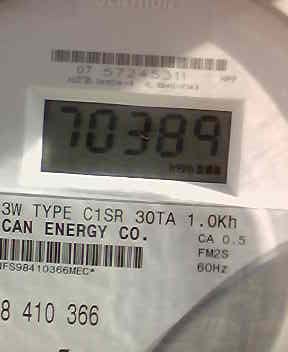 07 57245311
70389
3W TYPE C1SR 30TA 1.0Kh
CAN ENERGY CO.
CA 0.5
FM2S
60Hz
NFS98410366MEC*
8 410 366